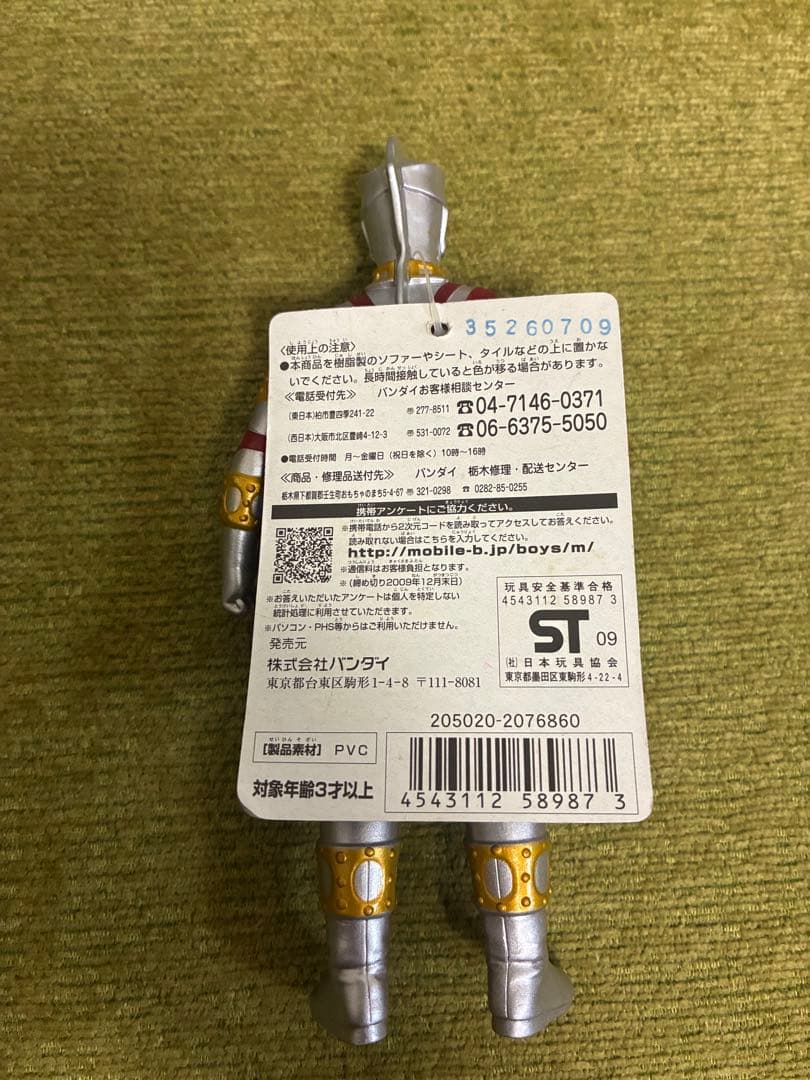 35260709
〈使用上の注意〉
●本商品を樹脂製のソファーやシート、タイルなどの上に置かな
いでください。長時間接触していると色が移る場合があります。
≪電話受付先≫ バンダイお客様相談センター
(東日本)柏市豊四季241-22 〠277-8511 ☎04-7146-0371
(西日本)大阪市北区豊崎4-12-3 〠531-0072 ☎06-6375-5050
●電話受付時間 月〜金曜日(祝日を除く)10時〜16時
≪商品・修理品送付先≫ バンダイ 栃木修理・配送センター
栃木県下都賀郡壬生町おもちゃのまち5-4-67 〠321-0298 ☎0282-85-0255
携帯アンケートにご協力ください。
※携帯電話から2次元コードを読み取ってアクセスしてお答えください。
読み取れない場合はこちらを入力してください。
http://mobile-b.jp/boys/m/
※通信料はお客様負担となります。
※(締め切り2009年12月末日)
※お答えいただいたアンケートは個人を特定しない
統計処理に利用させていただきます。
※パソコン・PHS等からはご利用いただけません。
発売元
株式会社バンダイ
東京都台東区駒形1-4-8 〒111-8081
玩具安全基準合格
4543112 58987 3
ST 09
(社)日本玩具協会
東京都墨田区東駒形4-22-4
205020-2076860
[製品素材] PVC
対象年齢3才以上
4543112 58987 3